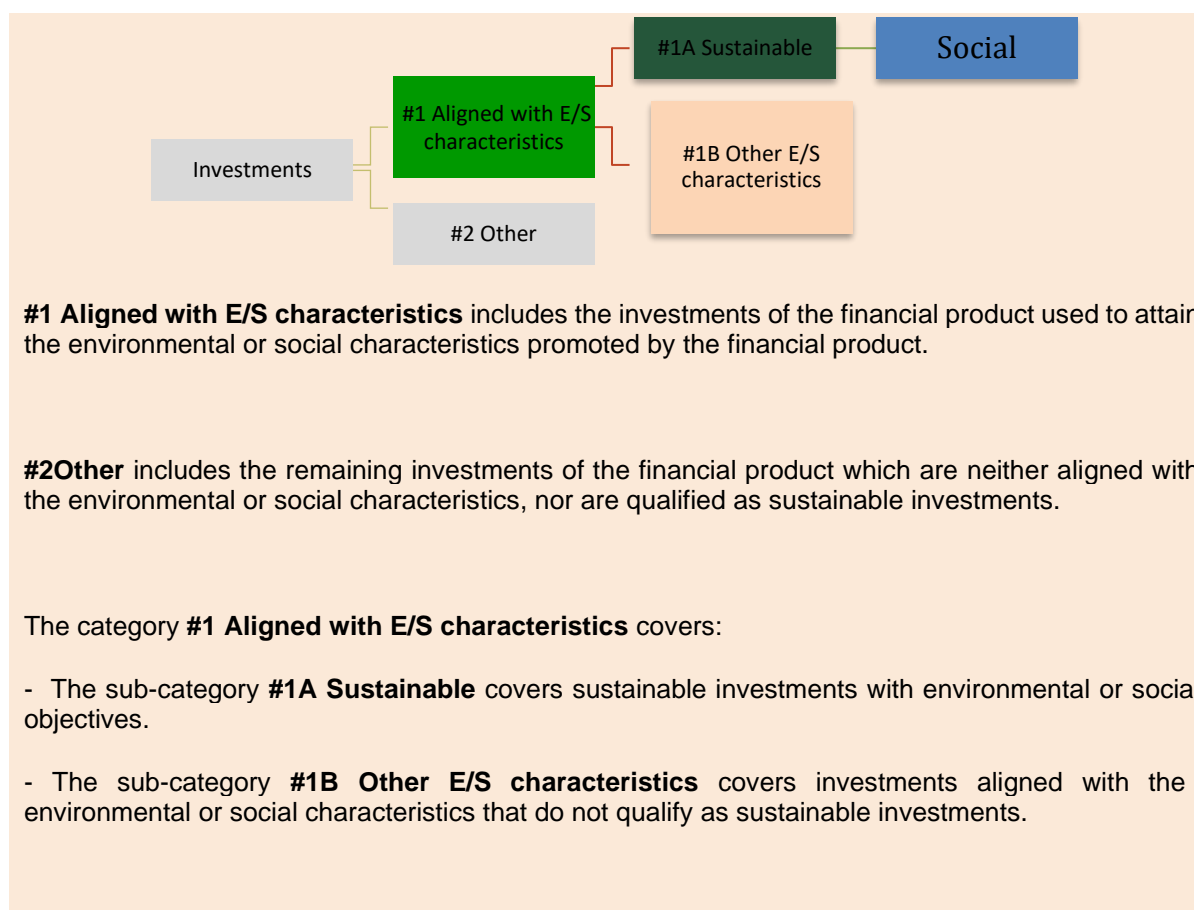 #1A Sustainable
Social
#1 Aligned with E/S
characteristics
#1B Other E/S
characteristics
Investments
#2 Other
#1 Aligned with E/S characteristics includes the investments of the financial product used to attain
the environmental or social characteristics promoted by the financial product.
#2Other includes the remaining investments of the financial product which are neither aligned with
the environmental or social characteristics, nor are qualified as sustainable investments.
The category #1 Aligned with E/S characteristics covers:
- The sub-category #1A Sustainable covers sustainable investments with environmental or social
objectives.
- The sub-category #1B Other E/S characteristics covers investments aligned with the
environmental or social characteristics that do not qualify as sustainable investments.